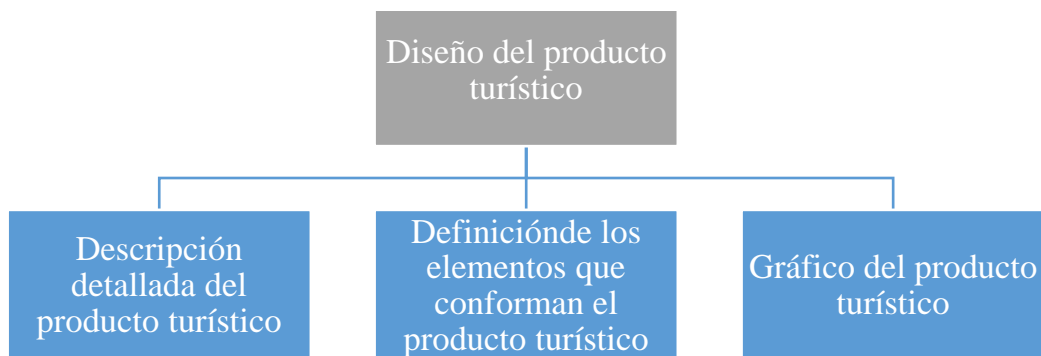 Diseño del producto
turístico
Descripción
detallada del
producto turístico
Definiciónde los
elementos que
conforman el
producto turístico
Gráfico del producto
turístico